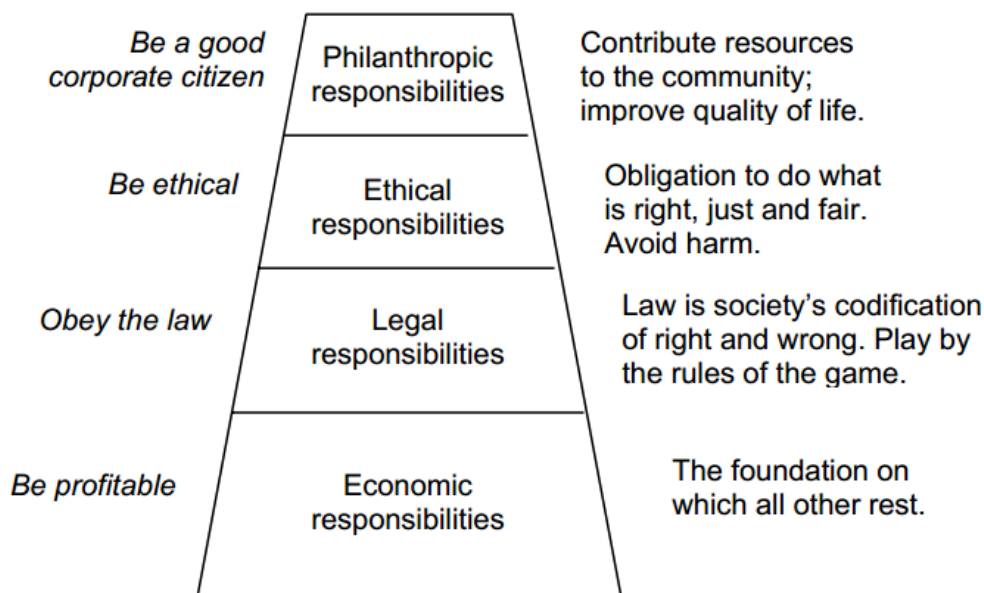 Be a good
corporate citizen
Philanthropic
responsibilities
Contribute resources
to the community;
improve quality of life.
Be ethical
Ethical
responsibilities
Obligation to do what
is right, just and fair.
Avoid harm.
Obey the law
Legal
responsibilities
Law is society's codification
of right and wrong. Play by
the rules of the game.
Be profitable
Economic
responsibilities
The foundation on
which all other rest.